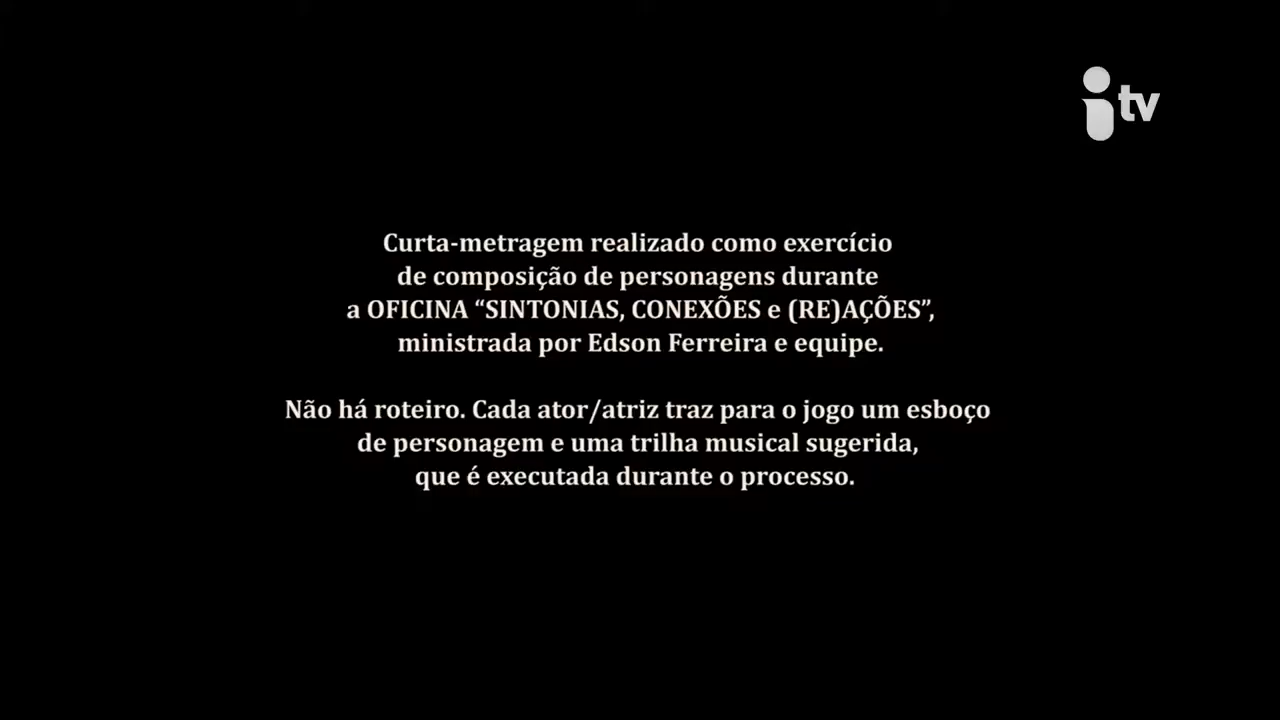 itv
Curta-metragem realizado como exercício
de composição de personagens durante
a OFICINA “SINTONIAS, CONEXÕES e (RE)AÇÕES”,
ministrada por Edson Ferreira e equipe.
Não há roteiro. Cada ator/atriz traz para o jogo um esboço
de personagem e uma trilha musical sugerida,
que é executada durante o processo.